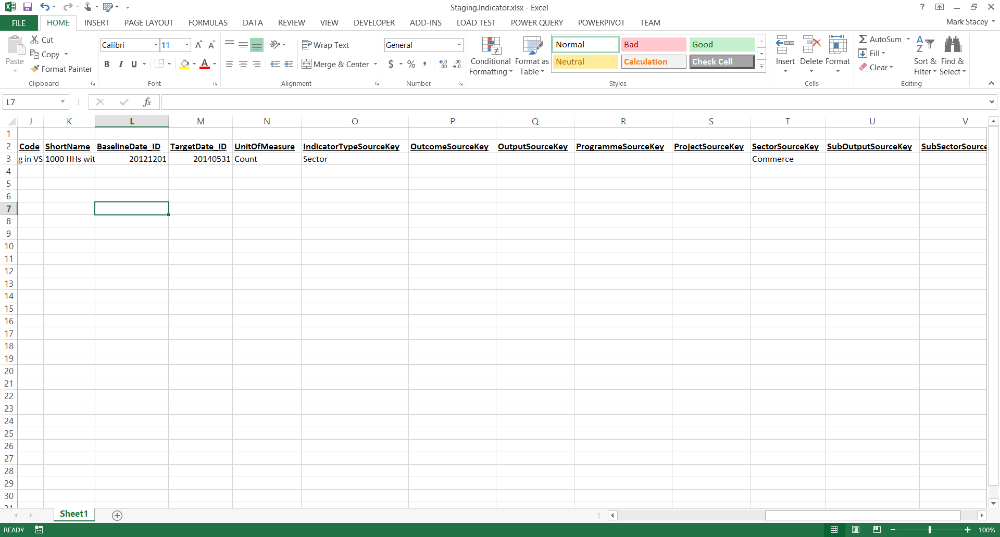 Staging.Indicator.xlsx - Excel
?
FILE HOME INSERT PAGE LAYOUT FORMULAS DATA REVIEW VIEW DEVELOPER ADD-INS LOAD TEST POWER QUERY POWERPIVOT TEAM Mark Stacey
Paste
Cut
Copy
Format Painter
Clipboard
Calibri 11 A A
B I U A
Font
Wrap Text
Merge & Center
Alignment
General
$ % , .0 .00 .00 .0
Number
Conditional Formatting
Format as Table
Normal Bad Good
Neutral Calculation Check Cell
Styles
Insert Delete Format
Cells
AutoSum
Fill
Clear
Sort & Filter
Find & Select
Editing
L7 fx
J K L M N O P Q R S T U V
1
2 Code ShortName BaselineDate_ID TargetDate_ID UnitOfMeasure IndicatorTypeSourceKey OutcomeSourceKey OutputSourceKey ProgrammeSourceKey ProjectSourceKey SectorSourceKey SubOutputSourceKey SubSectorSource
3 g in VS 1000 HHs wit 20121201 20140531 Count Sector Commerce
4
5
6
7
8
9
10
11
12
13
14
15
16
17
18
19
20
21
22
23
24
25
26
27
28
29
30
31
Sheet1
READY 100%